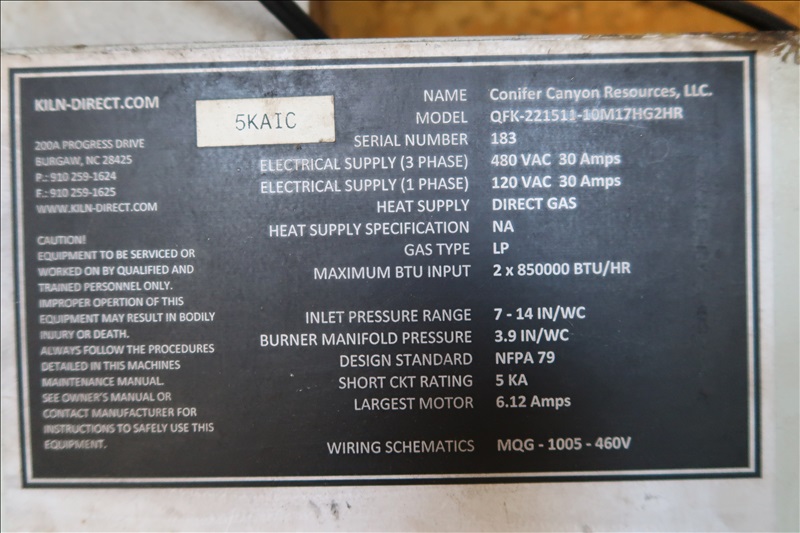 KILN-DIRECT.COM
200A PROGRESS DRIVE
BURGAW, NC 28425
P.: 910 259-1624
F.: 910 259-1625
WWW.KILN-DIRECT.COM
CAUTION!
EQUIPMENT TO BE SERVICED OR
WORKED ON BY QUALIFIED AND
TRAINED PERSONNEL ONLY.
IMPROPER OPERTION OF THIS
EQUIPMENT MAY RESULT IN BODILY
INJURY OR DEATH.
ALWAYS FOLLOW THE PROCEDURES
DETAILED IN THIS MACHINES
MAINTENANCE MANUAL.
SEE OWNER'S MANUAL OR
CONTACT MANUFACTURER FOR
INSTRUCTIONS TO SAFELY USE THIS
EQUIPMENT.
5KAIC
NAME Conifer Canyon Resources, LLC.
MODEL QFK-221511-10M17HG2HR
SERIAL NUMBER 183
ELECTRICAL SUPPLY (3 PHASE) 480 VAC 30 Amps
ELECTRICAL SUPPLY (1 PHASE) 120 VAC 30 Amps
HEAT SUPPLY DIRECT GAS
HEAT SUPPLY SPECIFICATION NA
GAS TYPE LP
MAXIMUM BTU INPUT 2 x 850000 BTU/HR
INLET PRESSURE RANGE 7 - 14 IN/WC
BURNER MANIFOLD PRESSURE 3.9 IN/WC
DESIGN STANDARD NFPA 79
SHORT CKT RATING 5 KA
LARGEST MOTOR 6.12 Amps
WIRING SCHEMATICS MQG - 1005 - 460V